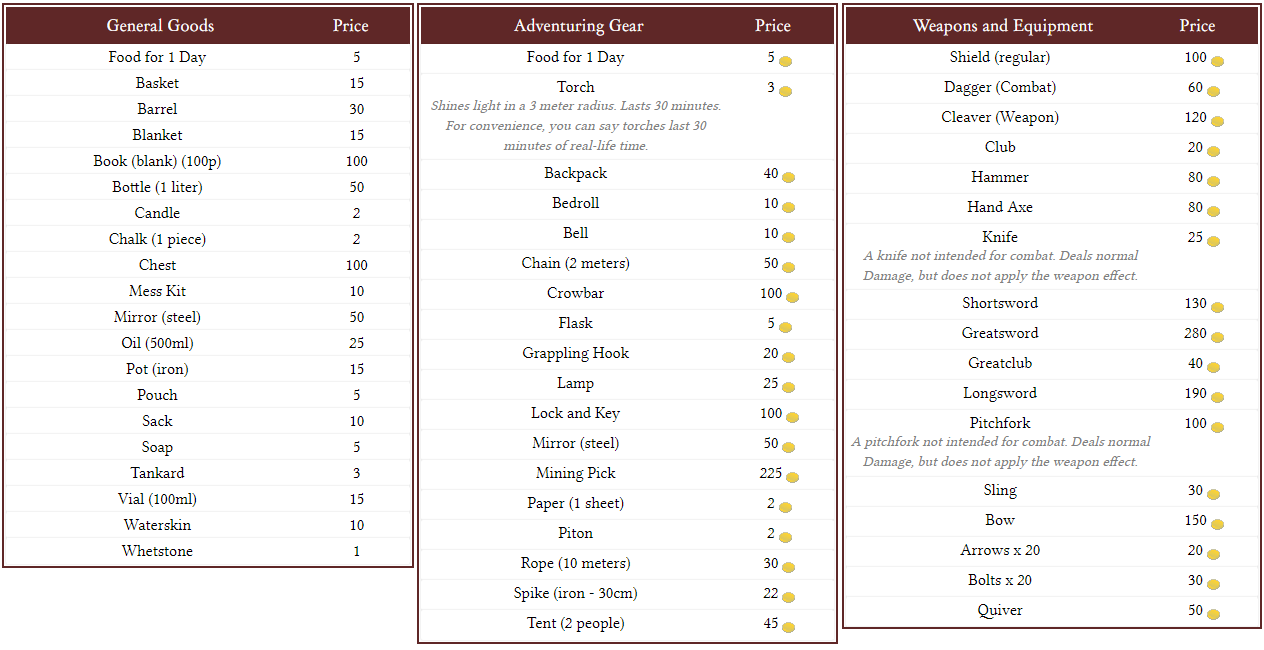 General Goods Price
Food for 1 Day 5
Basket 15
Barrel 30
Blanket 15
Book (blank) (100p) 100
Bottle (1 liter) 50
Candle 2
Chalk (1 piece) 2
Chest 100
Mess Kit 10
Mirror (steel) 50
Oil (500ml) 25
Pot (iron) 15
Pouch 5
Sack 10
Soap 5
Tankard 3
Vial (100ml) 15
Waterskin 10
Whetstone 1
Adventuring Gear Price
Food for 1 Day 5
Torch 3
Shines light in a 3 meter radius. Lasts 30 minutes.
For convenience, you can say torches last 30
minutes of real-life time.
Backpack 40
Bedroll 10
Bell 10
Chain (2 meters) 50
Crowbar 100
Flask 5
Grappling Hook 20
Lamp 25
Lock and Key 100
Mirror (steel) 50
Mining Pick 225
Paper (1 sheet) 2
Piton 2
Rope (10 meters) 30
Spike (iron - 30cm) 22
Tent (2 people) 45
Weapons and Equipment Price
Shield (regular) 100
Dagger (Combat) 60
Cleaver (Weapon) 120
Club 20
Hammer 80
Hand Axe 80
Knife 25
A knife not intended for combat. Deals normal
Damage, but does not apply the weapon effect.
Shortsword 130
Greatsword 280
Greatclub 40
Longsword 190
Pitchfork 100
A pitchfork not intended for combat. Deals normal
Damage, but does not apply the weapon effect.
Sling 30
Bow 150
Arrows x 20 20
Bolts x 20 30
Quiver 50